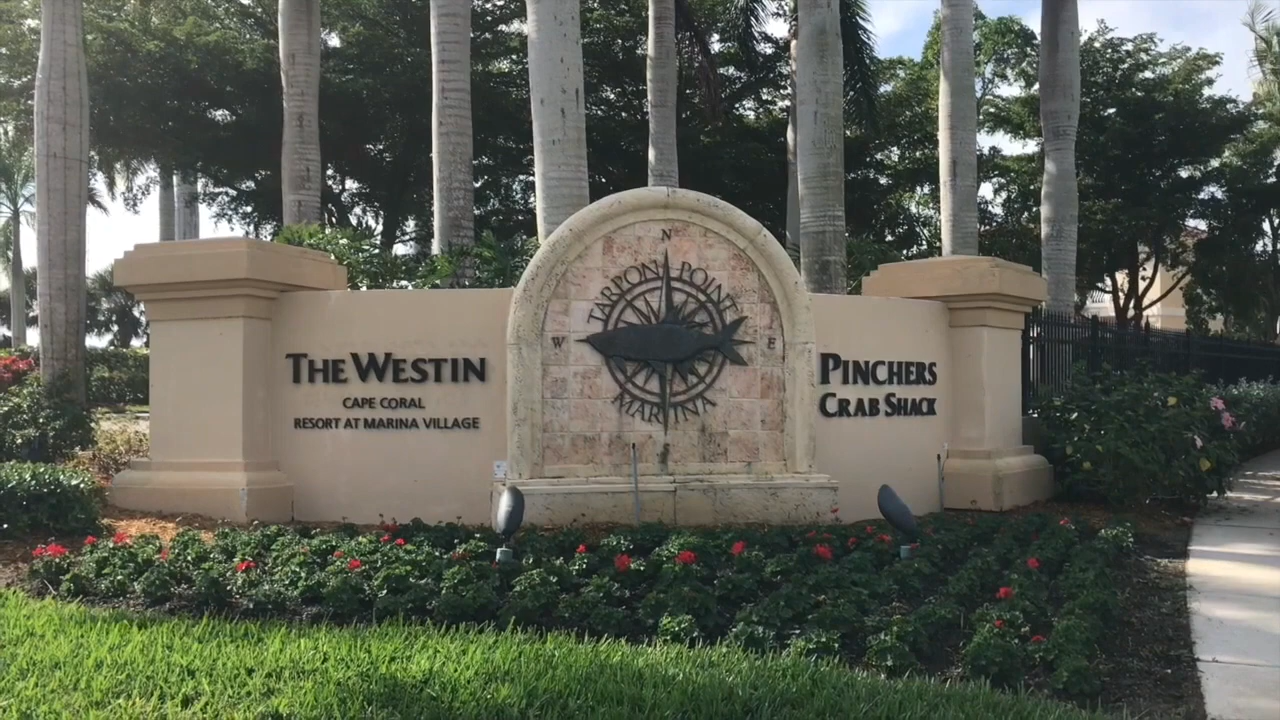 THE WESTIN
CAPE CORAL
RESORT AT MARINA VILLAGE
N
TARPON POINT
W E
MARINA
PINCHERS
CRAB SHACK